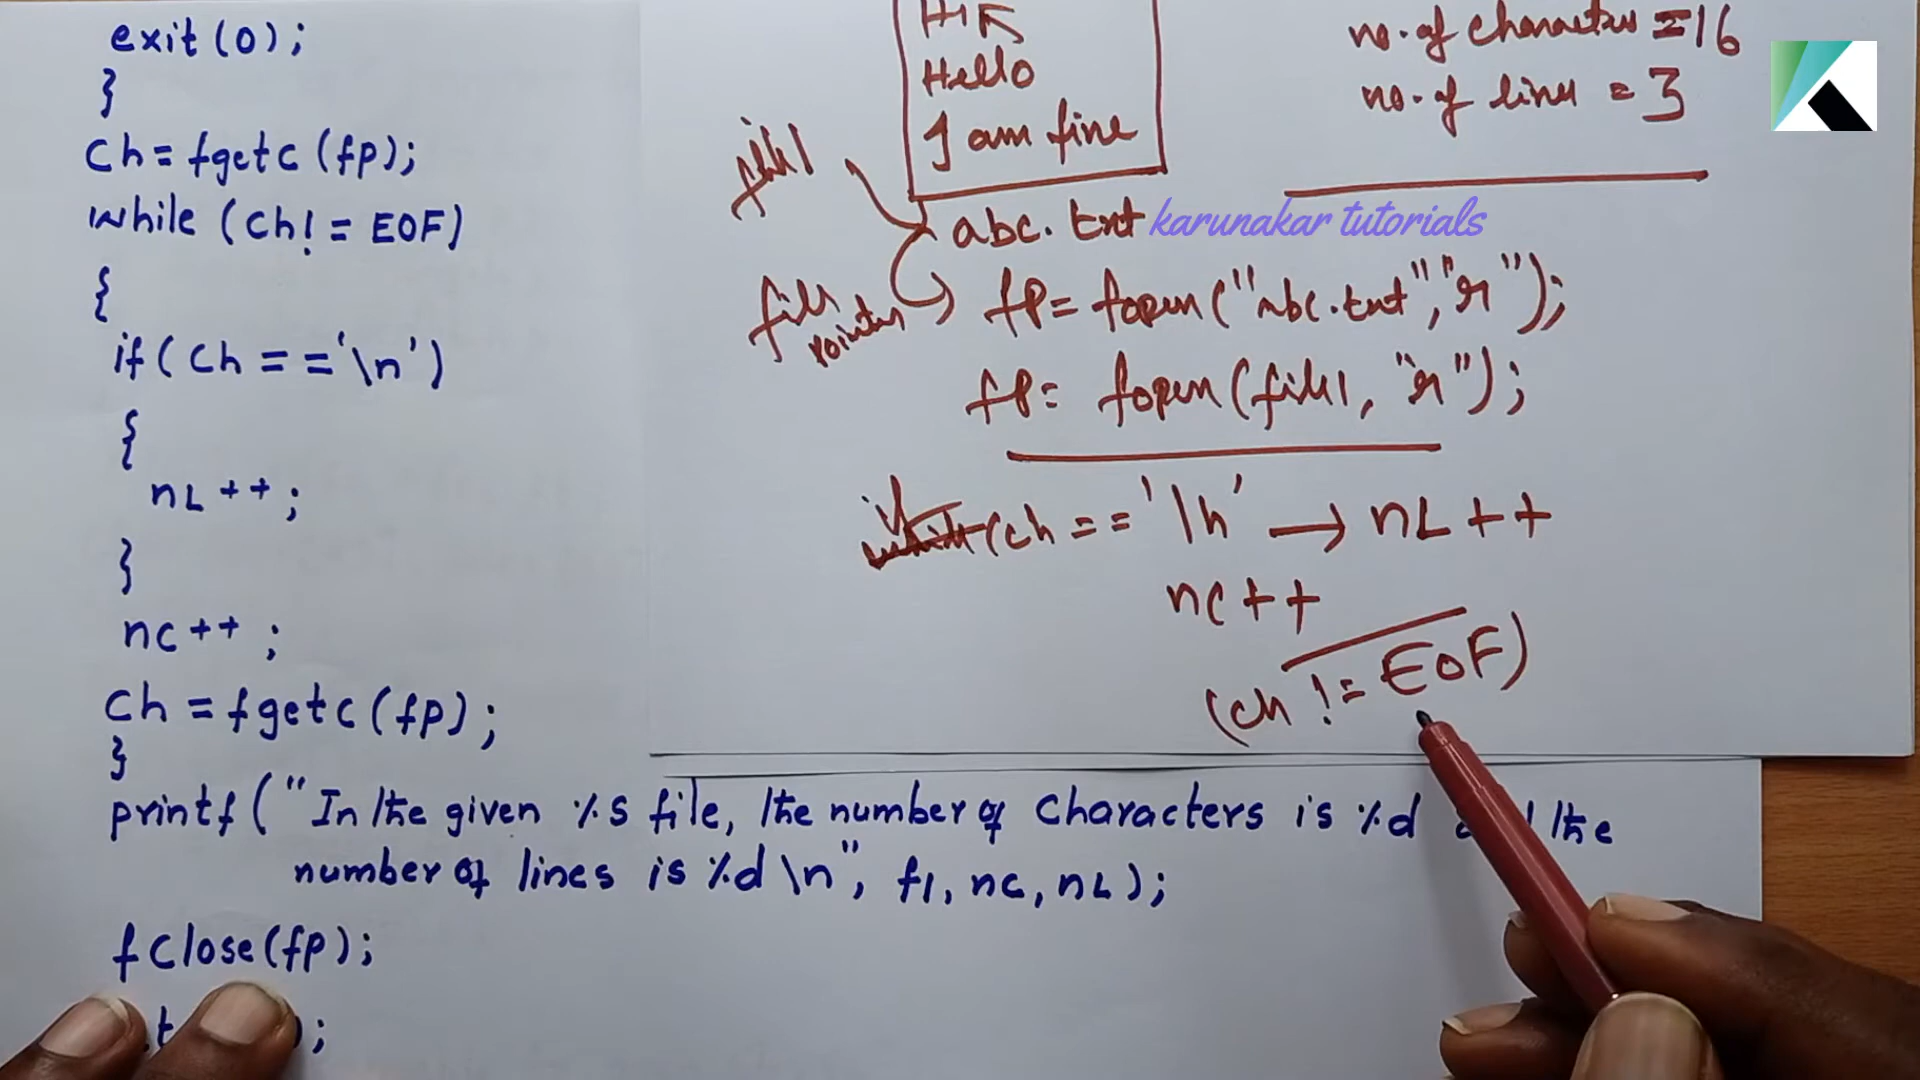 exit(0);
}
Ch=fgetc(fp);
while (Ch!=EOF)
{
if(Ch=='\n')
{
nL++;
}
nc++;
Ch=fgetc(fp);
}
printf("In the given %s file, the number of Characters is %d the
number of lines is %d\n", f1, nc, nL);
fclose(fp);
;
Hello
I am fine
no. of characters = 16
no. of lines = 3
file1
abc.txt
karunakar tutorials
file pointer
fp = fopen("abc.txt","r");
fp = fopen(file1, "r");
if (ch=='\n' → nL++
nc++
(ch != EOF)
K